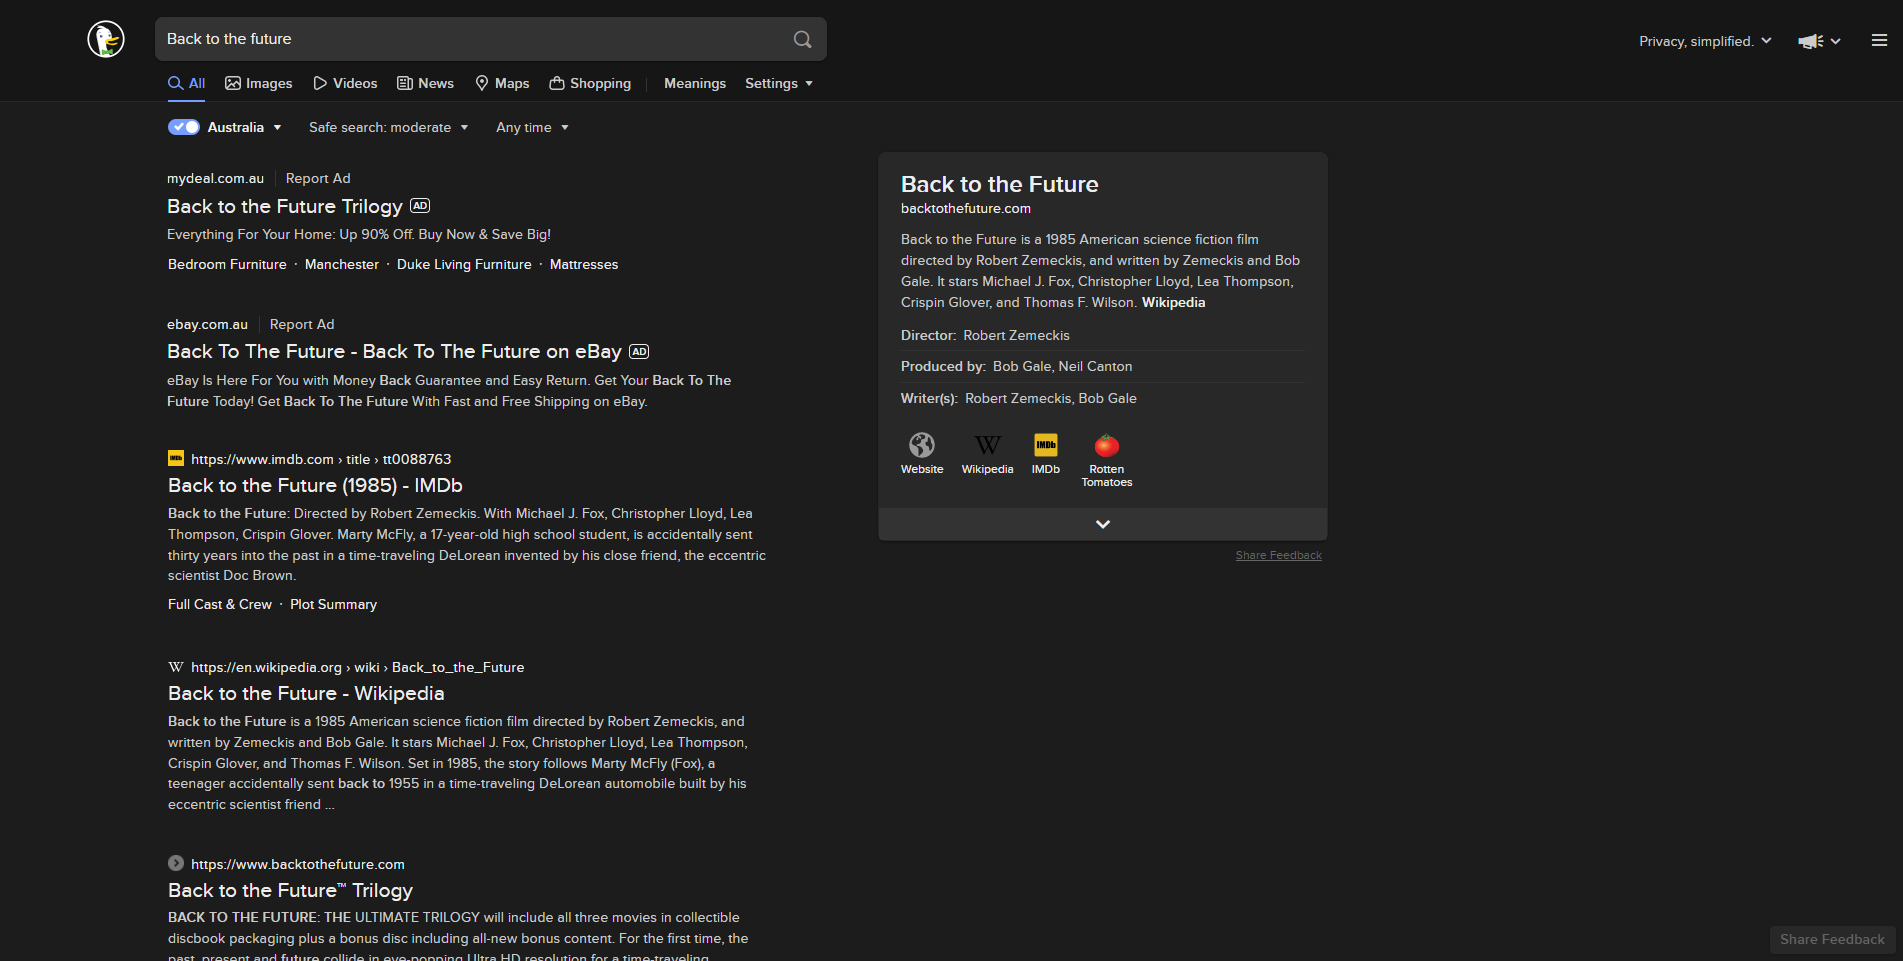 Back to the future
Privacy, simplified.
All Images Videos News Maps Shopping Meanings Settings
Australia Safe search: moderate Any time
mydeal.com.au Report Ad
Back to the Future Trilogy AD
Everything For Your Home: Up 90% Off. Buy Now & Save Big!
Bedroom Furniture · Manchester · Duke Living Furniture · Mattresses
ebay.com.au Report Ad
Back To The Future - Back To The Future on eBay AD
eBay Is Here For You with Money Back Guarantee and Easy Return. Get Your Back To The
Future Today! Get Back To The Future With Fast and Free Shipping on eBay.
IMDb https://www.imdb.com › title › tt0088763
Back to the Future (1985) - IMDb
Back to the Future: Directed by Robert Zemeckis. With Michael J. Fox, Christopher Lloyd, Lea
Thompson, Crispin Glover. Marty McFly, a 17-year-old high school student, is accidentally sent
thirty years into the past in a time-traveling DeLorean invented by his close friend, the eccentric
scientist Doc Brown.
Full Cast & Crew · Plot Summary
W https://en.wikipedia.org › wiki › Back_to_the_Future
Back to the Future - Wikipedia
Back to the Future is a 1985 American science fiction film directed by Robert Zemeckis, and
written by Zemeckis and Bob Gale. It stars Michael J. Fox, Christopher Lloyd, Lea Thompson,
Crispin Glover, and Thomas F. Wilson. Set in 1985, the story follows Marty McFly (Fox), a
teenager accidentally sent back to 1955 in a time-traveling DeLorean automobile built by his
eccentric scientist friend ...
https://www.backtothefuture.com
Back to the Future™ Trilogy
BACK TO THE FUTURE: THE ULTIMATE TRILOGY will include all three movies in collectible
discbook packaging plus a bonus disc including all-new bonus content. For the first time, the
past, present and future collide in eye-popping Ultra HD resolution for a time-traveling
Back to the Future
backtothefuture.com
Back to the Future is a 1985 American science fiction film
directed by Robert Zemeckis, and written by Zemeckis and Bob
Gale. It stars Michael J. Fox, Christopher Lloyd, Lea Thompson,
Crispin Glover, and Thomas F. Wilson. Wikipedia
Director: Robert Zemeckis
Produced by: Bob Gale, Neil Canton
Writer(s): Robert Zemeckis, Bob Gale
W IMDb
Website Wikipedia IMDb Rotten
Tomatoes
Share Feedback
Share Feedback